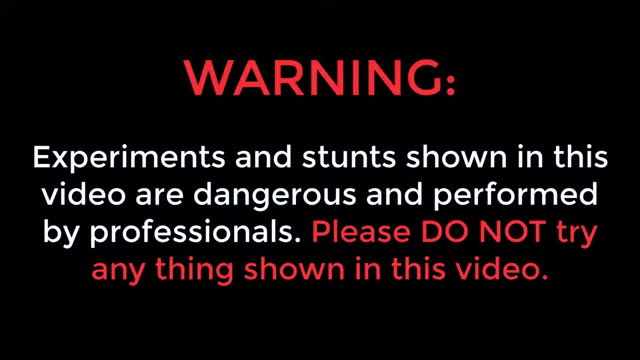 WARNING:
Experiments and stunts shown in this
video are dangerous and performed
by professionals. Please DO NOT try
any thing shown in this video.